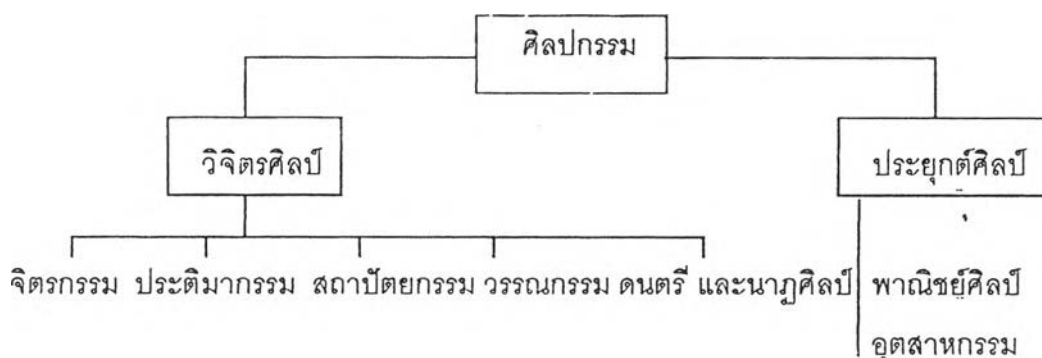 ศิลปกรรม
วิจิตรศิลป์
ประยุกต์ศิลป์
จิตรกรรม ประติมากรรม สถาปัตยกรรม วรรณกรรม ดนตรี และนาฏศิลป์
พาณิชย์ศิลป์
อุตสาหกรรม